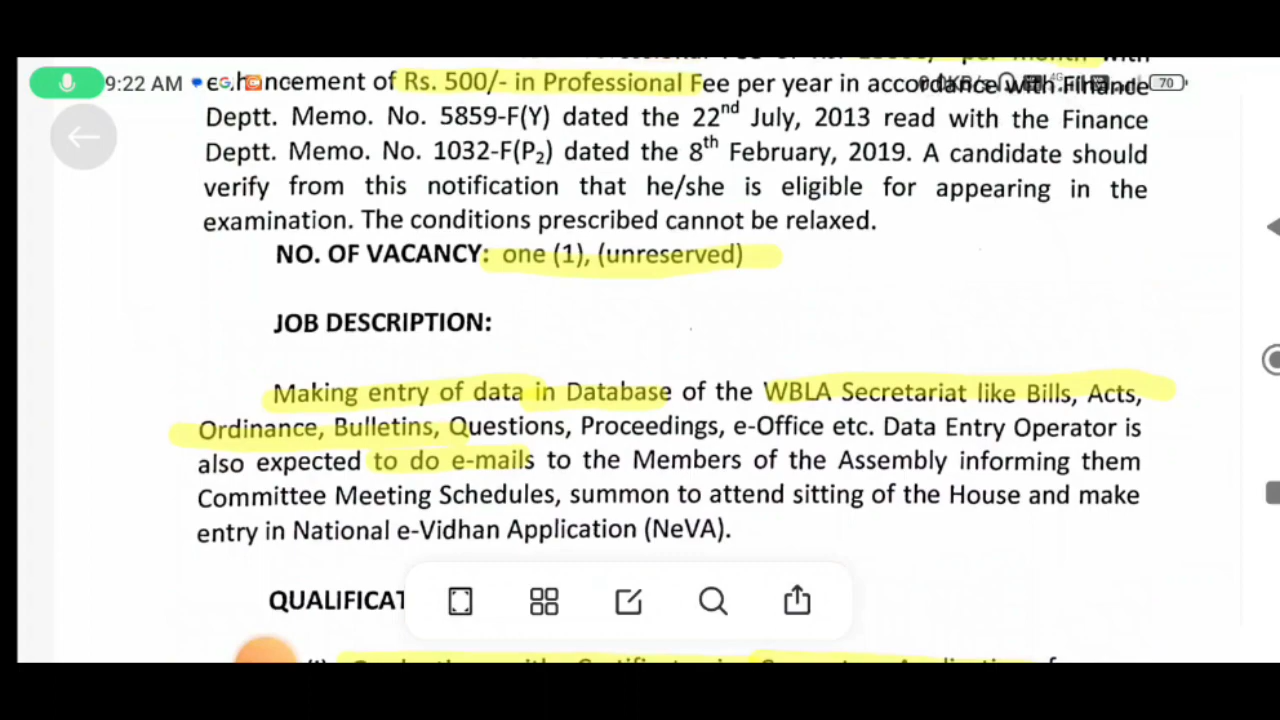 per month with
9:22 AM
enhancement of Rs. 500/- in Professional Fee per year in accordance with Finance
70
Deptt. Memo. No. 5859-F(Y) dated the 22nd July, 2013 read with the Finance
Deptt. Memo. No. 1032-F(P2) dated the 8th February, 2019. A candidate should
verify from this notification that he/she is eligible for appearing in the
examination. The conditions prescribed cannot be relaxed.
NO. OF VACANCY: one (1), (unreserved)
JOB DESCRIPTION:
Making entry of data in Database of the WBLA Secretariat like Bills, Acts,
Ordinance, Bulletins, Questions, Proceedings, e-Office etc. Data Entry Operator is
also expected to do e-mails to the Members of the Assembly informing them
Committee Meeting Schedules, summon to attend sitting of the House and make
entry in National e-Vidhan Application (NeVA).
QUALIFICAT